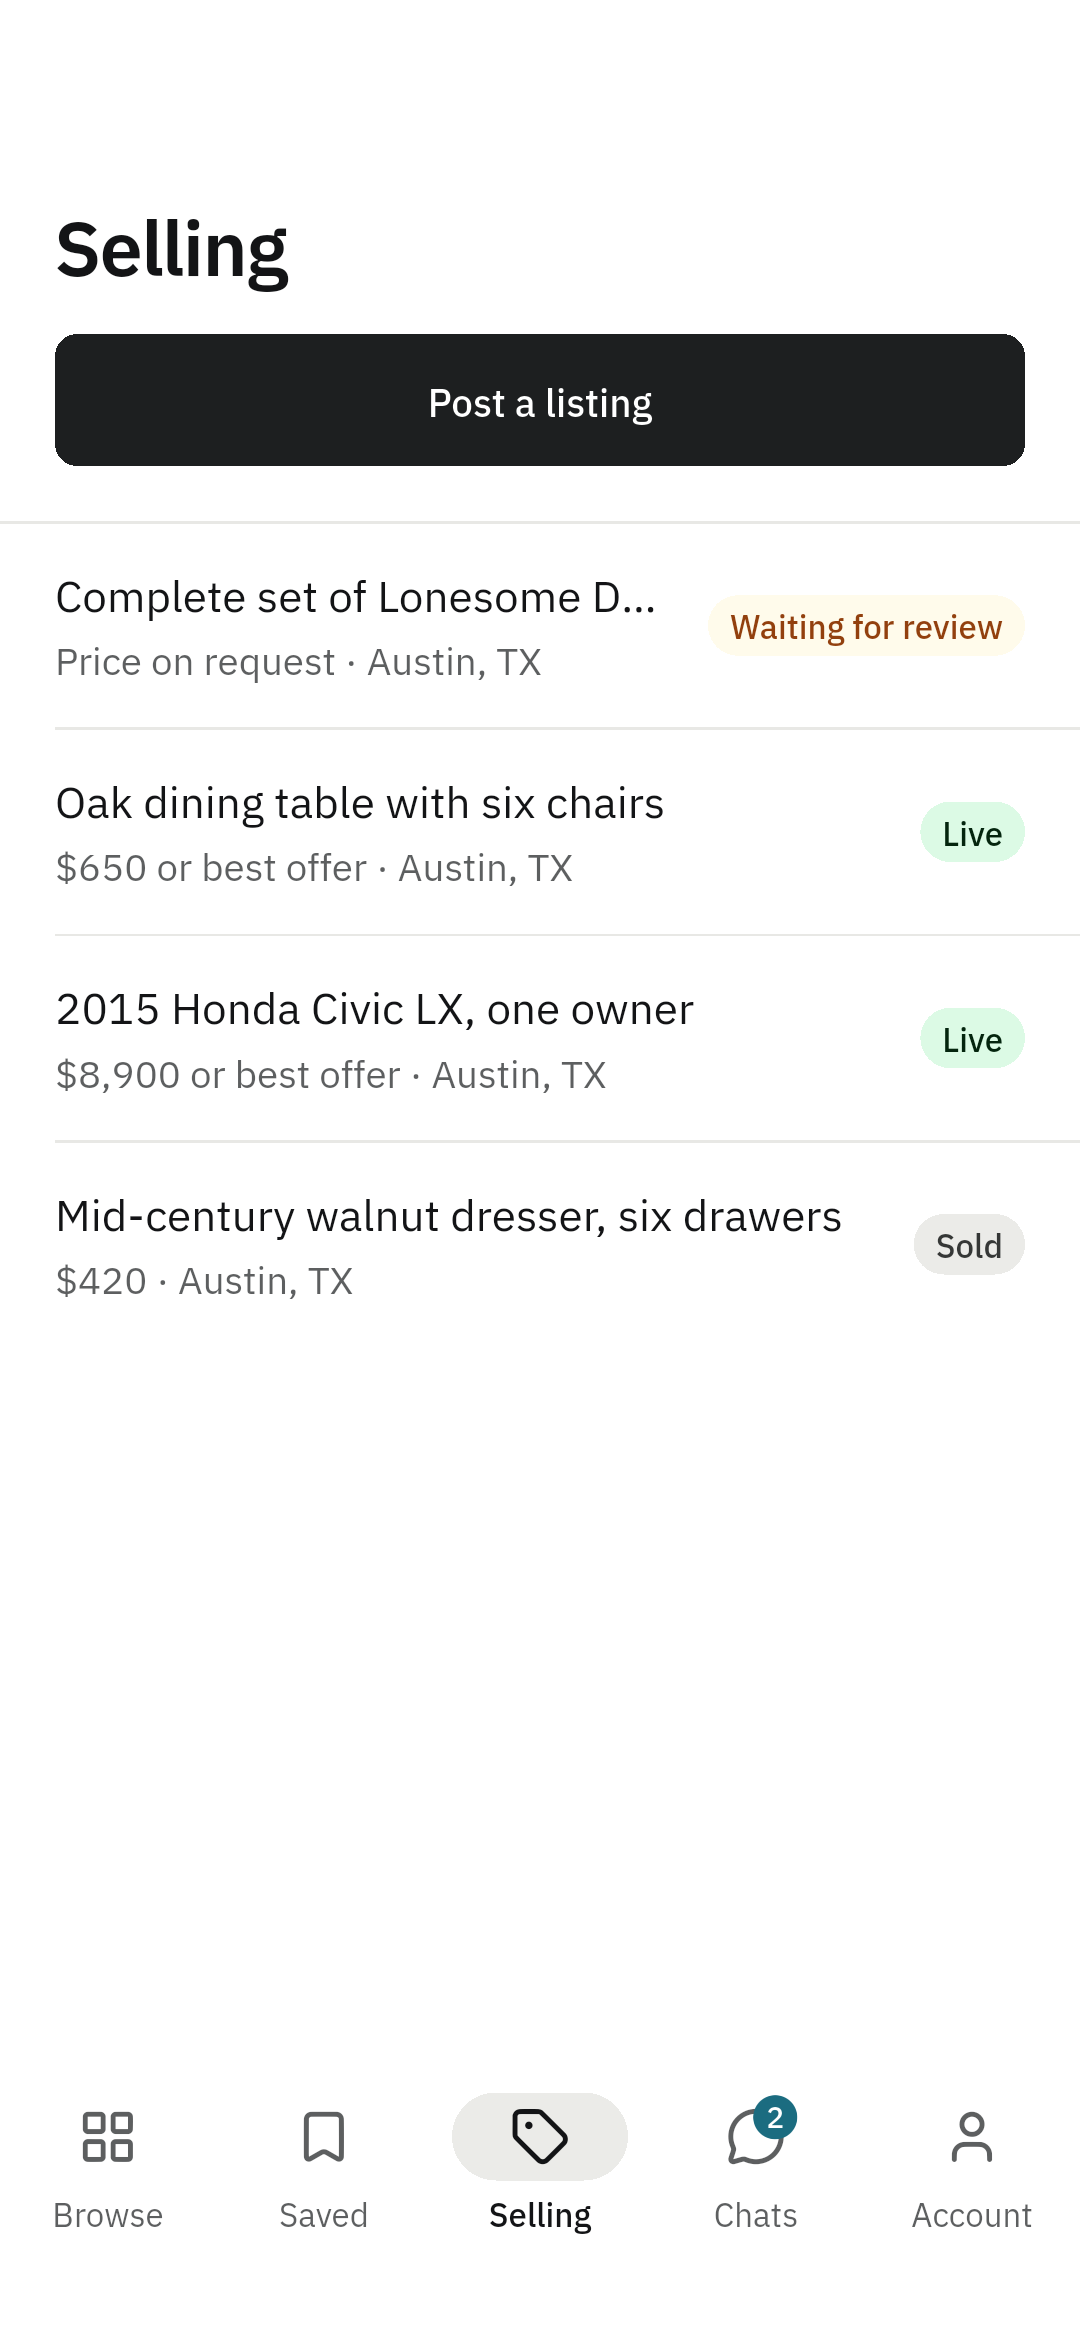 Selling
Post a listing
Complete set of Lonesome D...
Price on request · Austin, TX
Waiting for review
Oak dining table with six chairs
$650 or best offer · Austin, TX
Live
2015 Honda Civic LX, one owner
$8,900 or best offer · Austin, TX
Live
Mid-century walnut dresser, six drawers
$420 · Austin, TX
Sold
2
Browse
Saved
Selling
Chats
Account